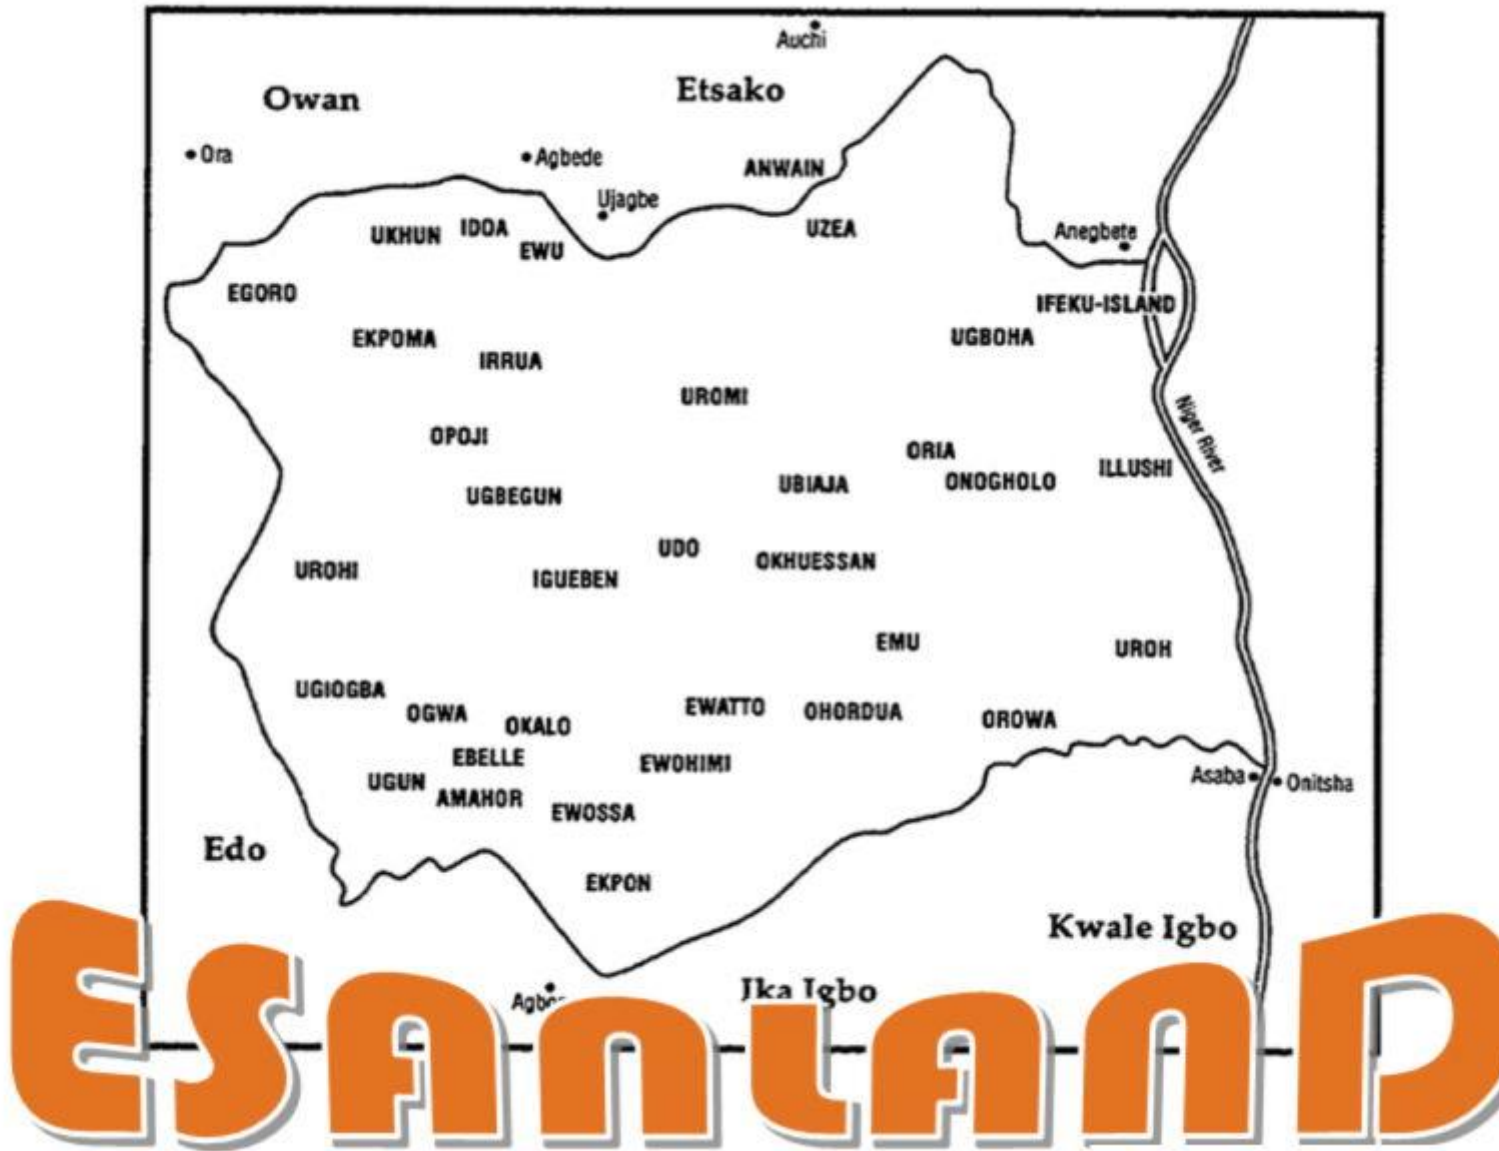 Auchi
Owan
Etsako
Ora
Agbede
ANWAIN
Ujagbe
UKHUN
IDOA
EWU
UZEA
Anegbete
EGORO
IFEKU-ISLAND
EKPOMA
UGBOHA
IRRUA
UROMI
Niger River
OPOJI
ORIA
ILLUSHI
UGBEGUN
UBIAJA
ONOGHOLO
UDO
OKHUESSAN
UROHI
IGUEBEN
EMU
UROH
UGIOGBA
OGWA
OKALO
EWATTO
OHORDUA
OROWA
EBELLE
EWOHIMI
UGUN
AMAHOR
Asaba
Onitsha
EWOSSA
Edo
EKPON
Kwale Igbo
Ika Igbo
ESANLAND